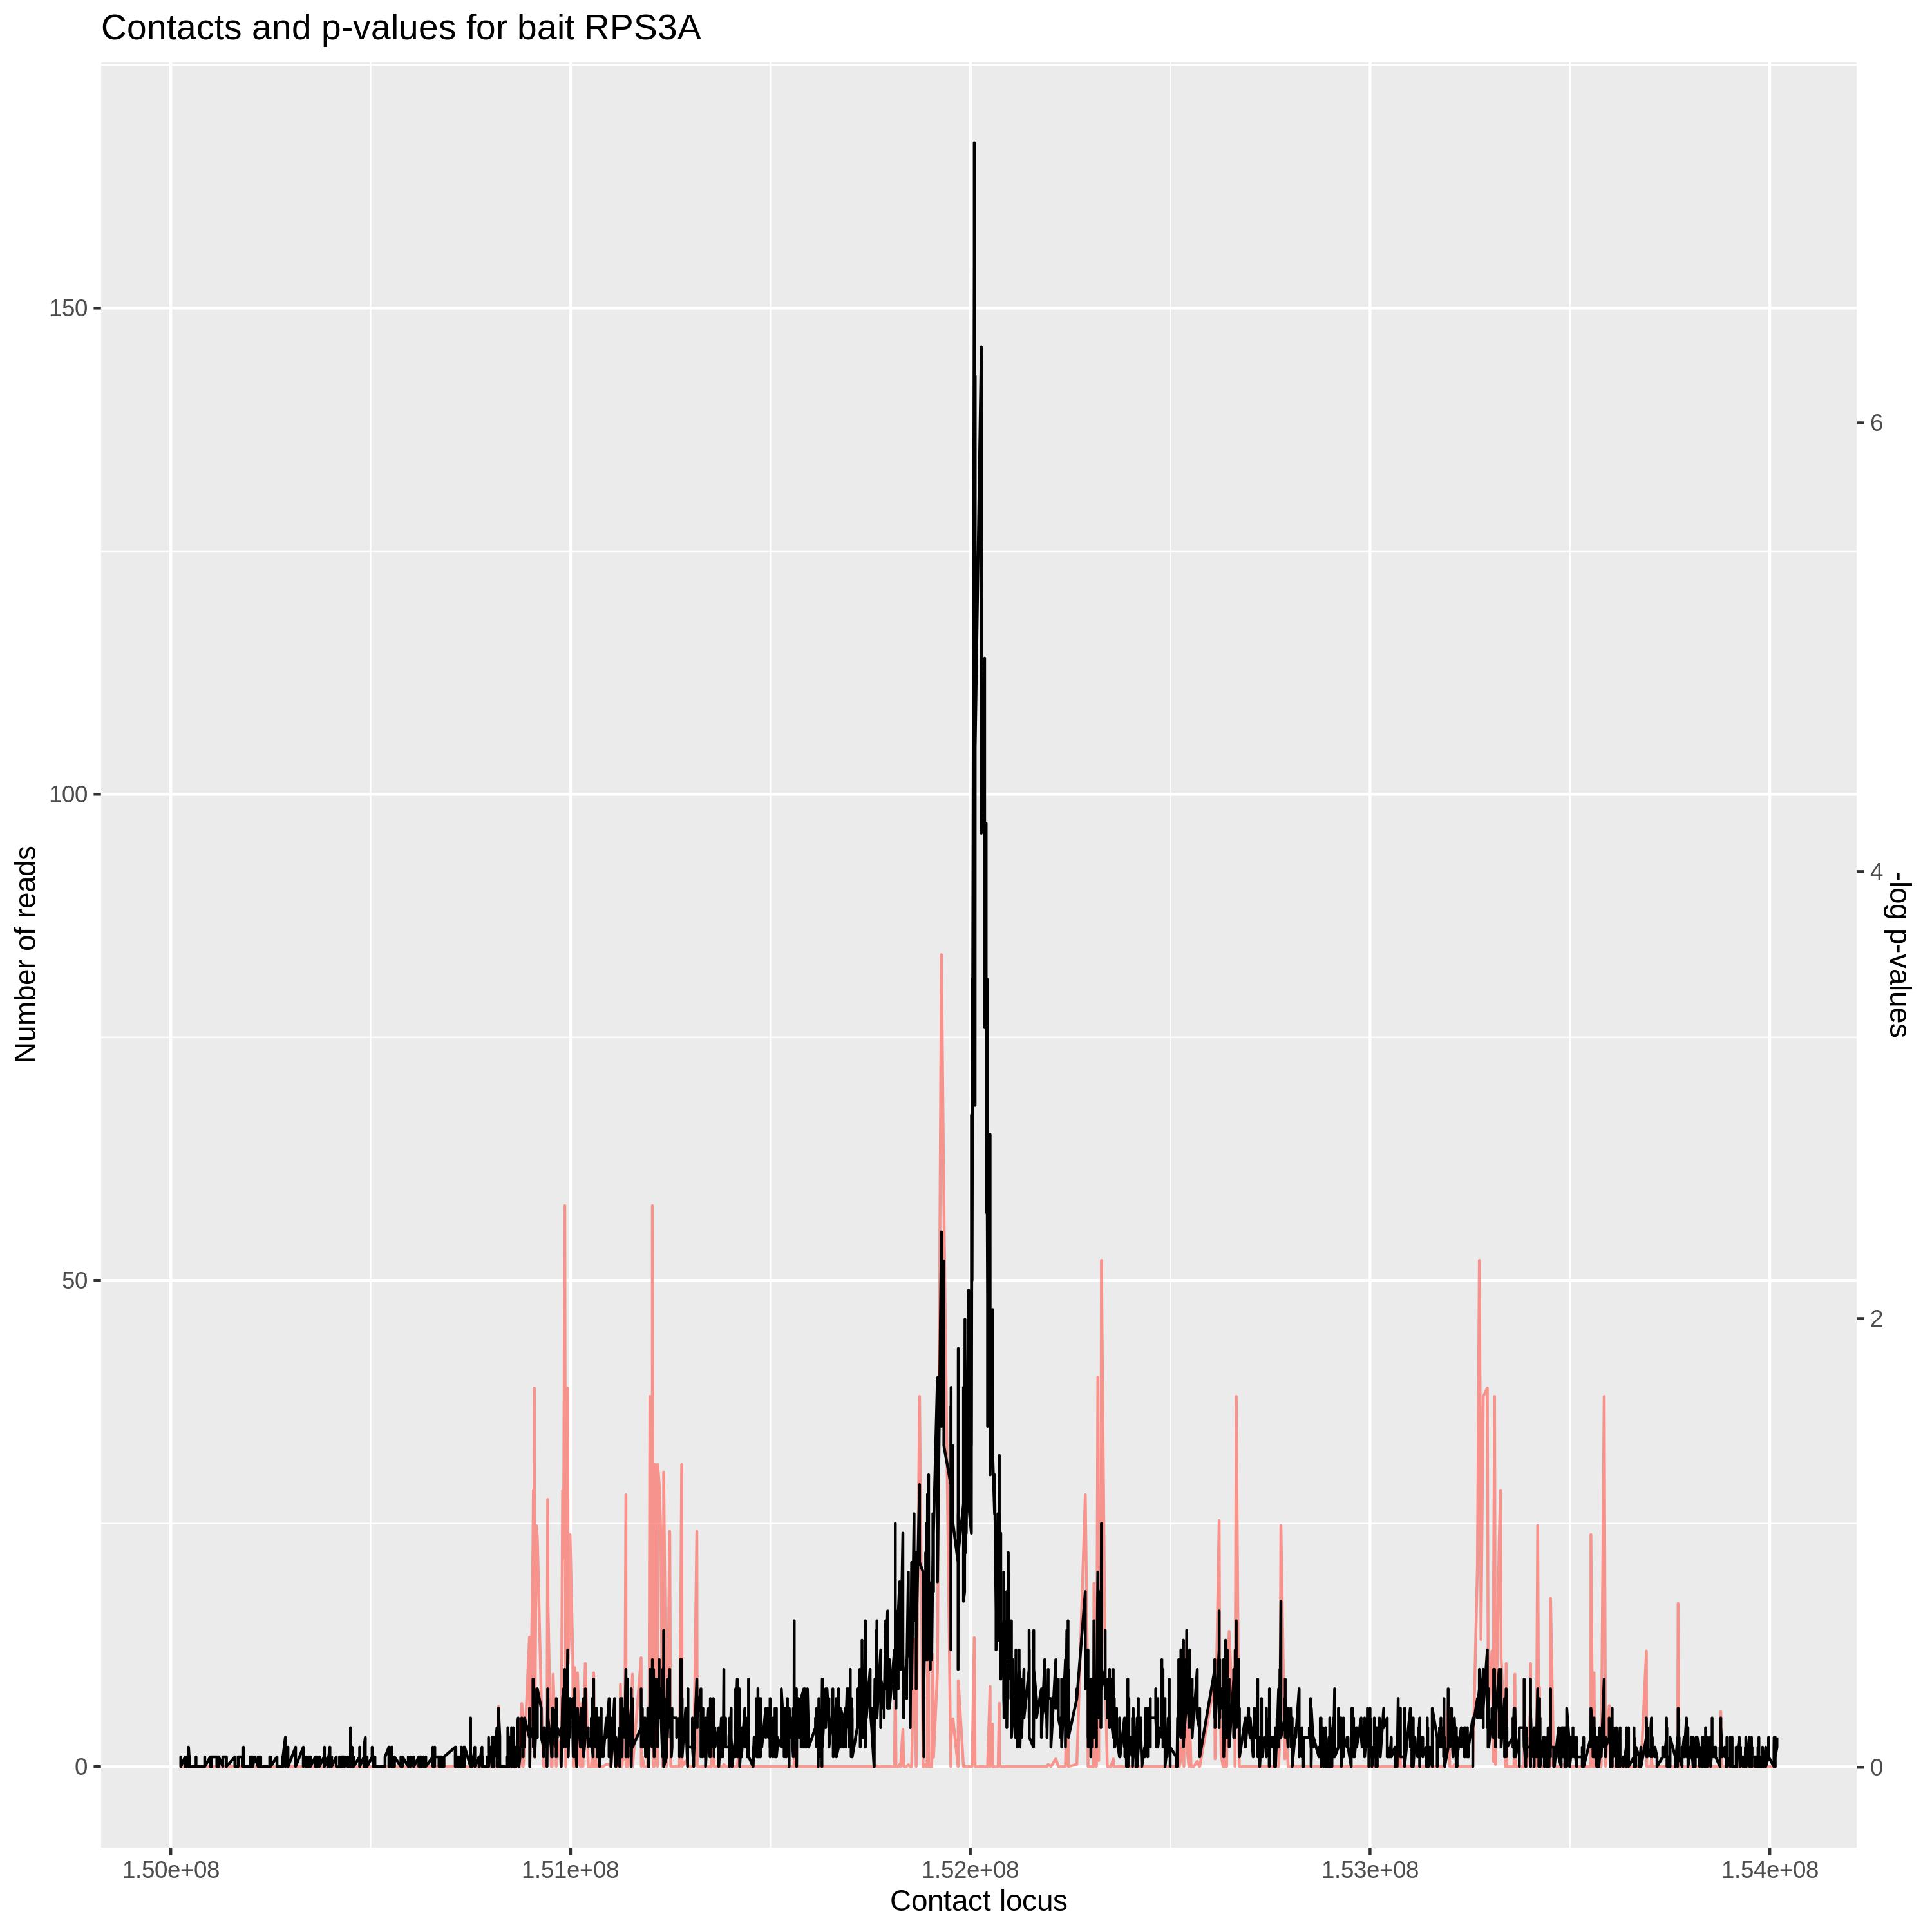 Contacts and p-values for bait RPS3A
Number of reads
150
100
50
0
6
4
2
0
-log p-values
1.50e+08 1.51e+08 1.52e+08 1.53e+08 1.54e+08
Contact locus